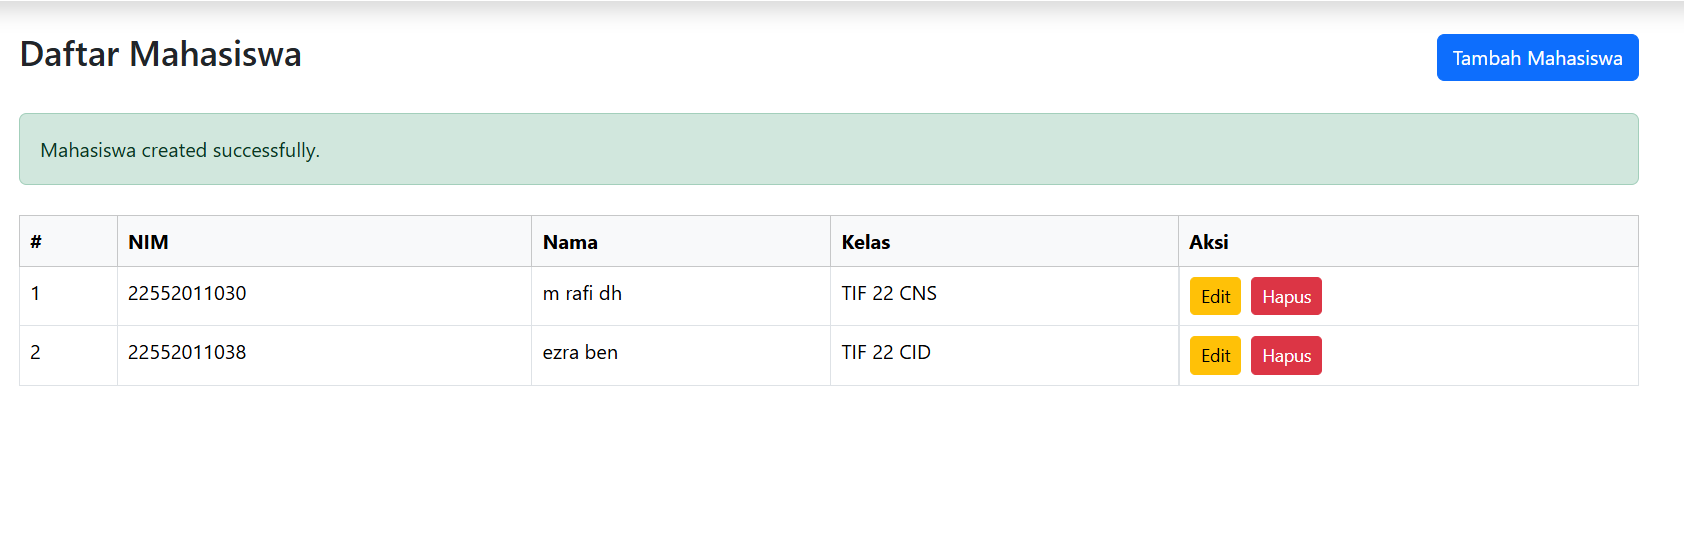 Daftar Mahasiswa
Tambah Mahasiswa
Mahasiswa created successfully.
# NIM Nama Kelas Aksi
1 22552011030 m rafi dh TIF 22 CNS Edit Hapus
2 22552011038 ezra ben TIF 22 CID Edit Hapus